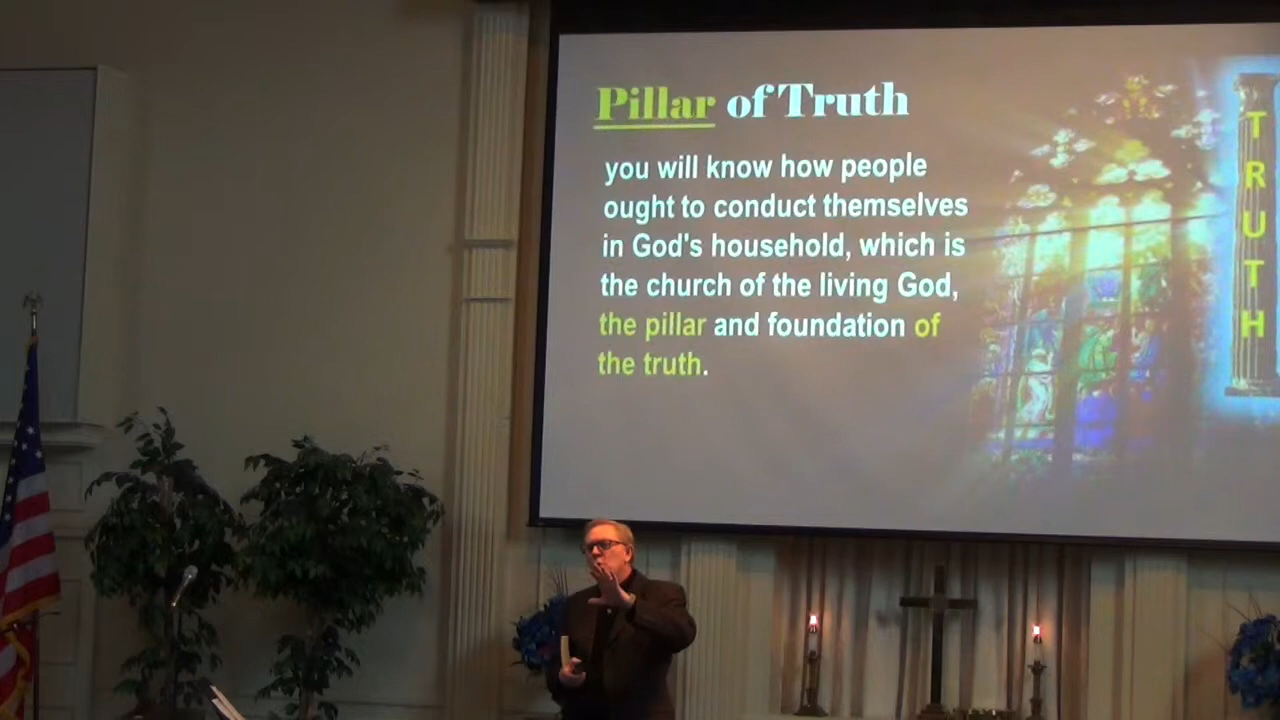 Pillar of Truth
you will know how people
ought to conduct themselves
in God's household, which is
the church of the living God,
the pillar and foundation of
the truth.
TRUTH